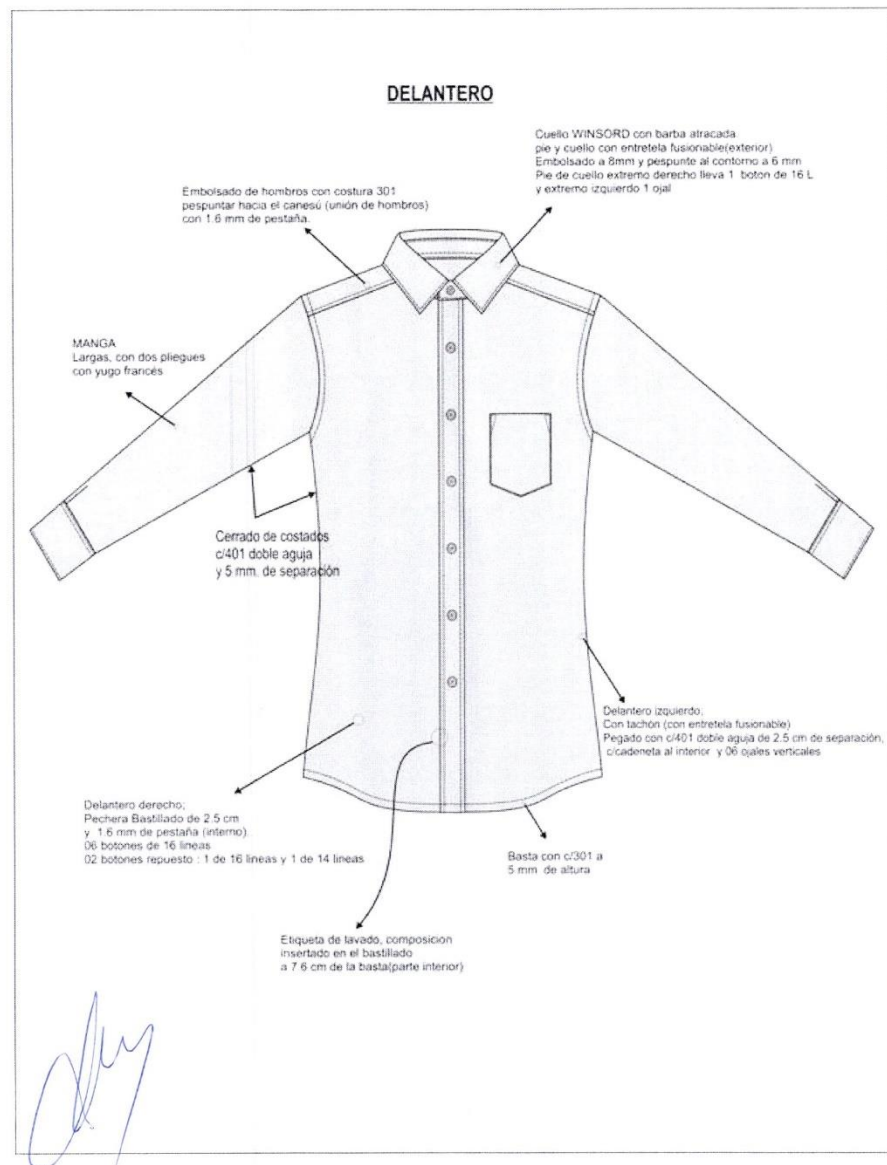 DELANTERO
Cuello WINSORD con barba atracada
pie y cuello con entretela fusionable(exterior)
Embolsado a 8mm y pespunte al contorno a 6 mm
Pie de cuello extremo derecho lleva 1 boton de 16 L
y extremo izquierdo 1 ojal
Embolsado de hombros con costura 301
pespuntar hacia el canesú (unión de hombros)
con 1.6 mm de pestaña.
MANGA
Largas, con dos pliegues
con yugo francés
Cerrado de costados
c/401 doble aguja
y 5 mm. de separación
Delantero izquierdo;
Con tachón (con entretela fusionable)
Pegado con c/401 doble aguja de 2.5 cm de separación,
c/cadeneta al interior y 06 ojales verticales
Delantero derecho;
Pechera Bastillado de 2.5 cm
y 1.6 mm de pestaña (interno).
06 botones de 16 lineas
02 botones repuesto : 1 de 16 lineas y 1 de 14 lineas
Basta con c/301 a
5 mm de altura
Etiqueta de lavado, composicion
insertado en el bastillado
a 7.6 cm de la basta(parte interior)